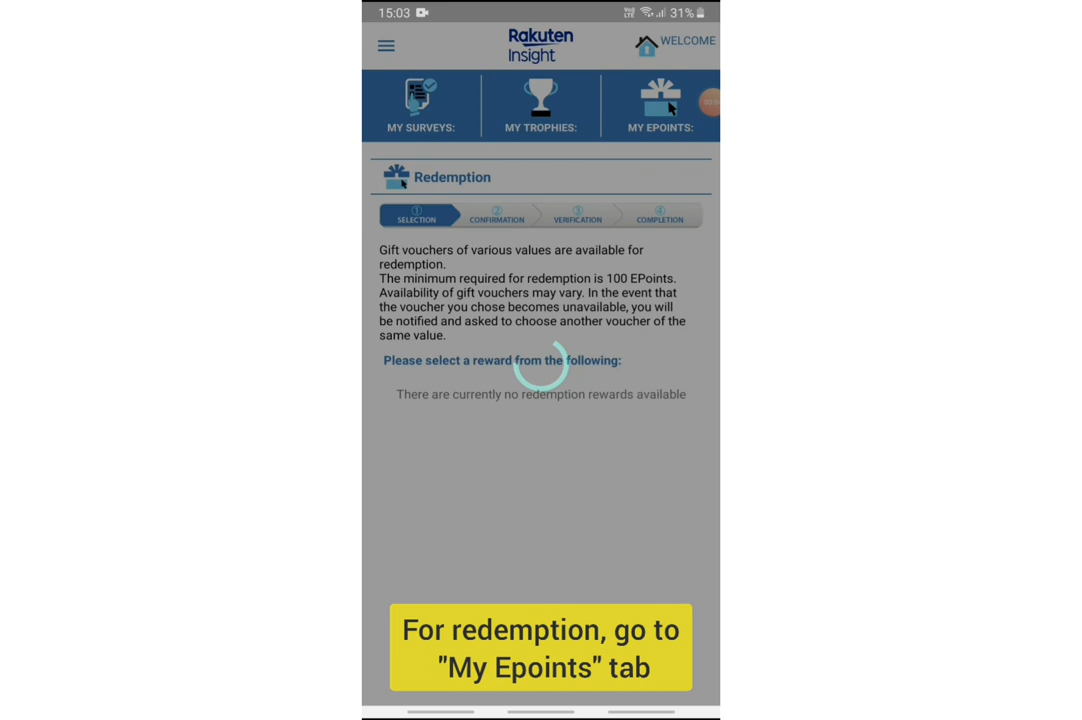 15:03
31%
Rakuten
Insight
WELCOME
MY SURVEYS:
MY TROPHIES:
MY EPOINTS:
Redemption
① SELECTION
② CONFIRMATION
③ VERIFICATION
④ COMPLETION
Gift vouchers of various values are available for
redemption.
The minimum required for redemption is 100 EPoints.
Availability of gift vouchers may vary. In the event that
the voucher you chose becomes unavailable, you will
be notified and asked to choose another voucher of the
same value.
Please select a reward from the following:
There are currently no redemption rewards available
For redemption, go to
"My Epoints" tab